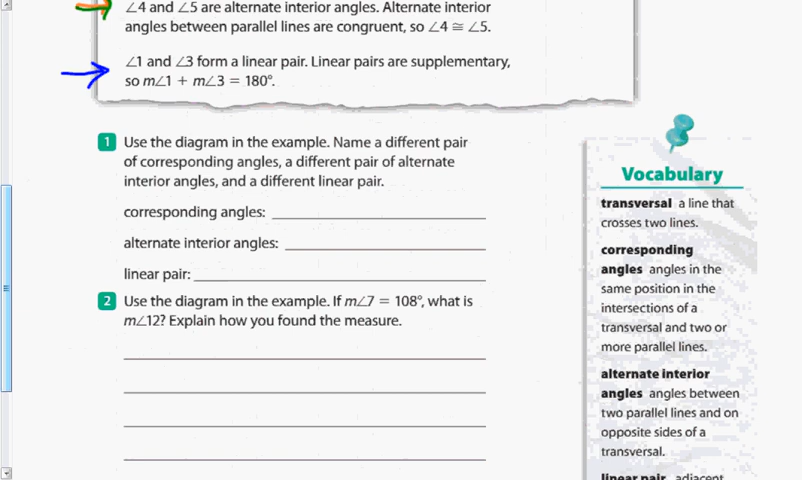 ∠4 and ∠5 are alternate interior angles. Alternate interior
angles between parallel lines are congruent, so ∠4 ≅ ∠5.
∠1 and ∠3 form a linear pair. Linear pairs are supplementary,
so m∠1 + m∠3 = 180°.
1 Use the diagram in the example. Name a different pair
of corresponding angles, a different pair of alternate
interior angles, and a different linear pair.
corresponding angles:
alternate interior angles:
linear pair:
2 Use the diagram in the example. If m∠7 = 108°, what is
m∠12? Explain how you found the measure.
Vocabulary
transversal a line that
crosses two lines.
corresponding
angles angles in the
same position in the
intersections of a
transversal and two or
more parallel lines.
alternate interior
angles angles between
two parallel lines and on
opposite sides of a
transversal.
linear pair adjacent